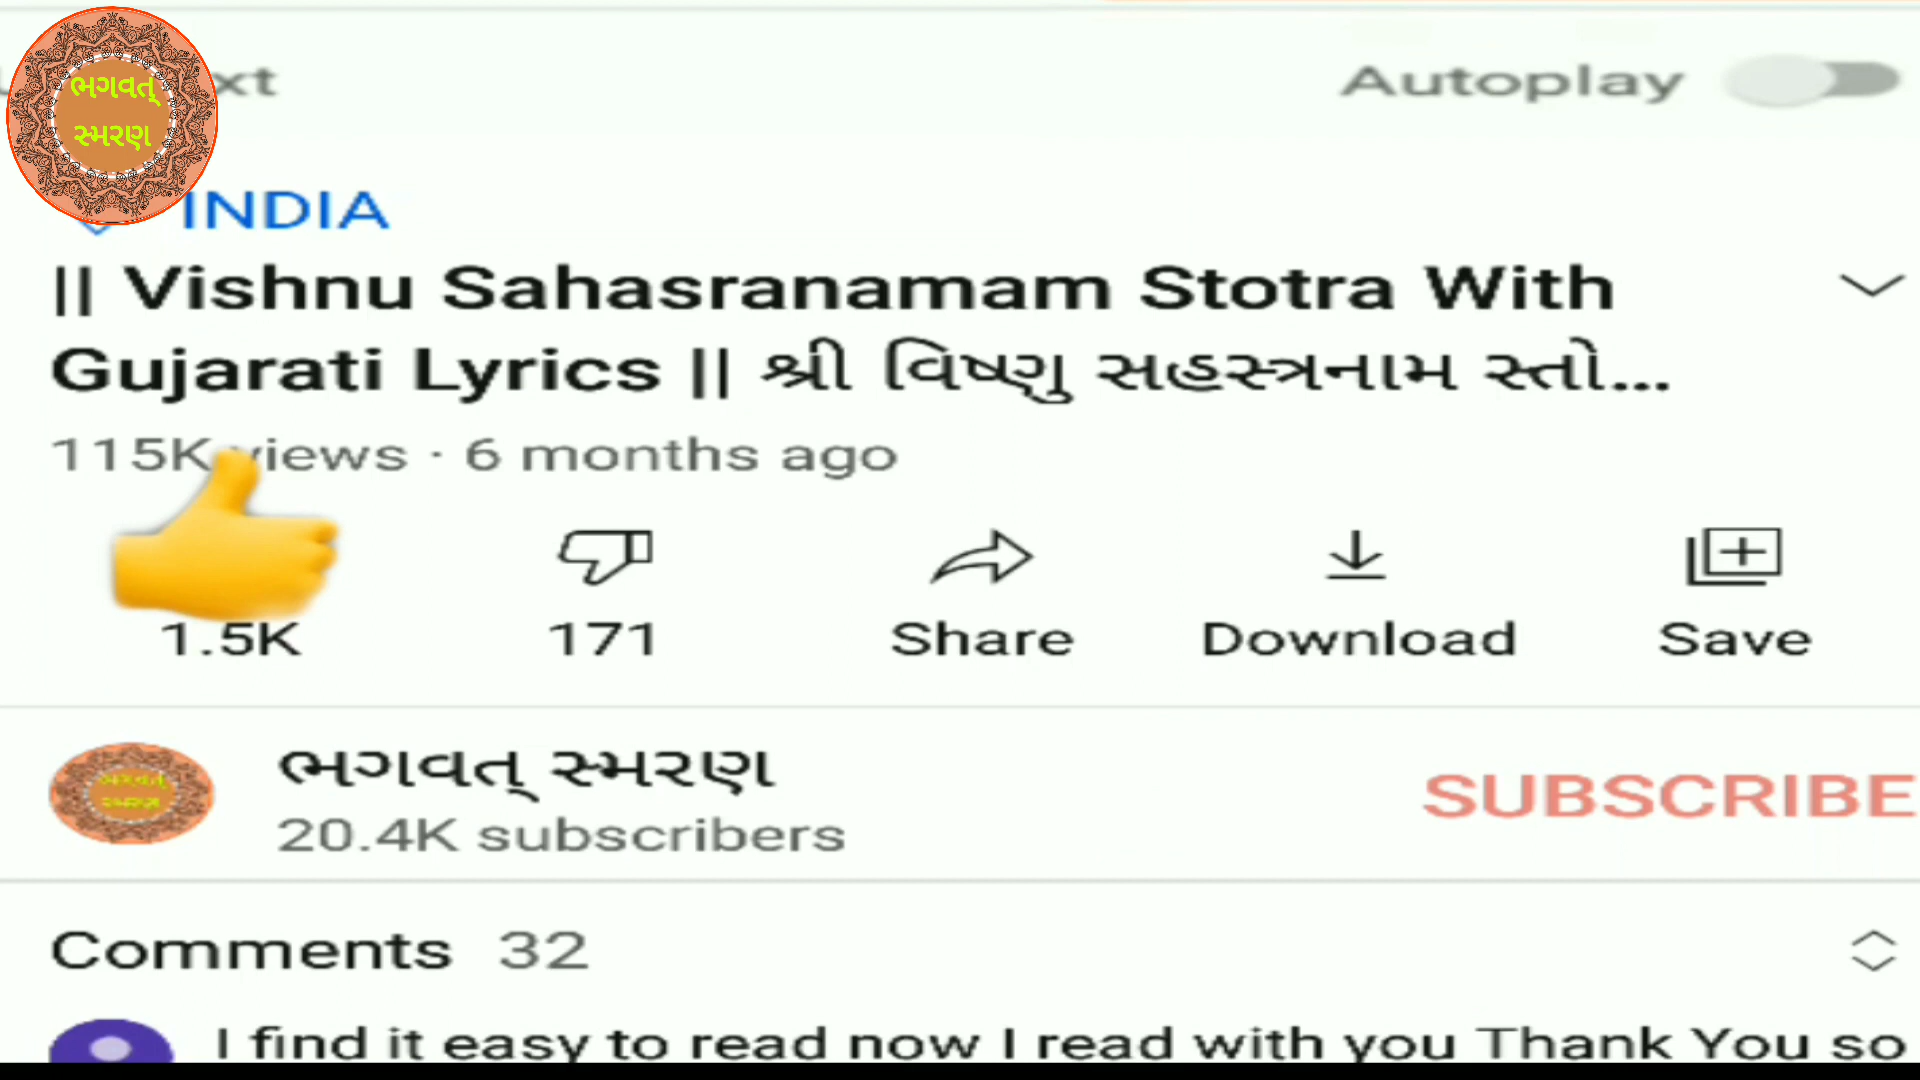 ભગવત્
સ્મરણ
xt
Autoplay
INDIA
|| Vishnu Sahasranamam Stotra With
Gujarati Lyrics || શ્રી વિષ્ણુ સહસ્ત્રનામ સ્તો...
115K views · 6 months ago
1.5K
171
Share
Download
Save
ભગવત્ સ્મરણ
20.4K subscribers
SUBSCRIBE
Comments 32
I find it easy to read now I read with you Thank You so